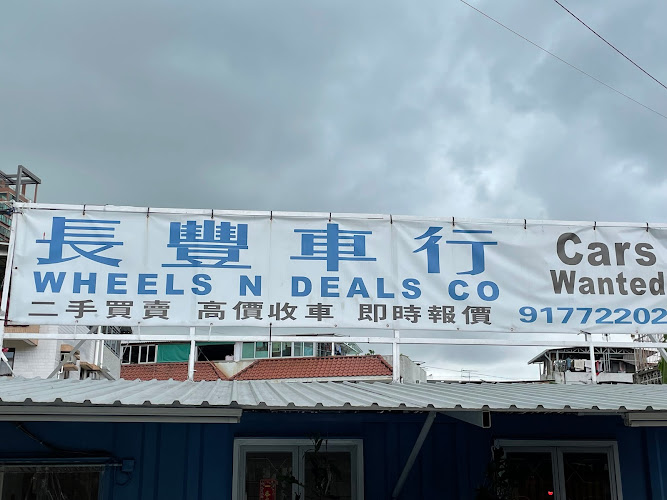 長豐車行
WHEELS N DEALS CO
二手買賣 高價收車 即時報價
Cars
Wanted
91772202